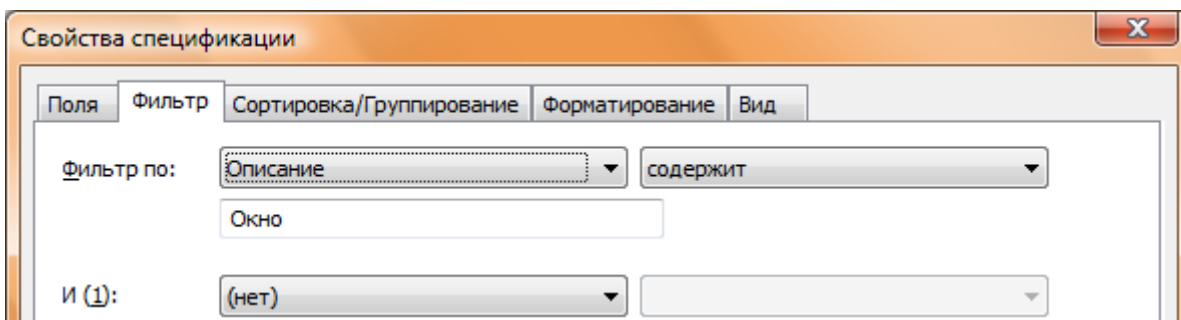 Свойства спецификации
Поля Фильтр Сортировка/Группирование Форматирование Вид
Фильтр по: Описание содержит
Окно
И (1): (нет)